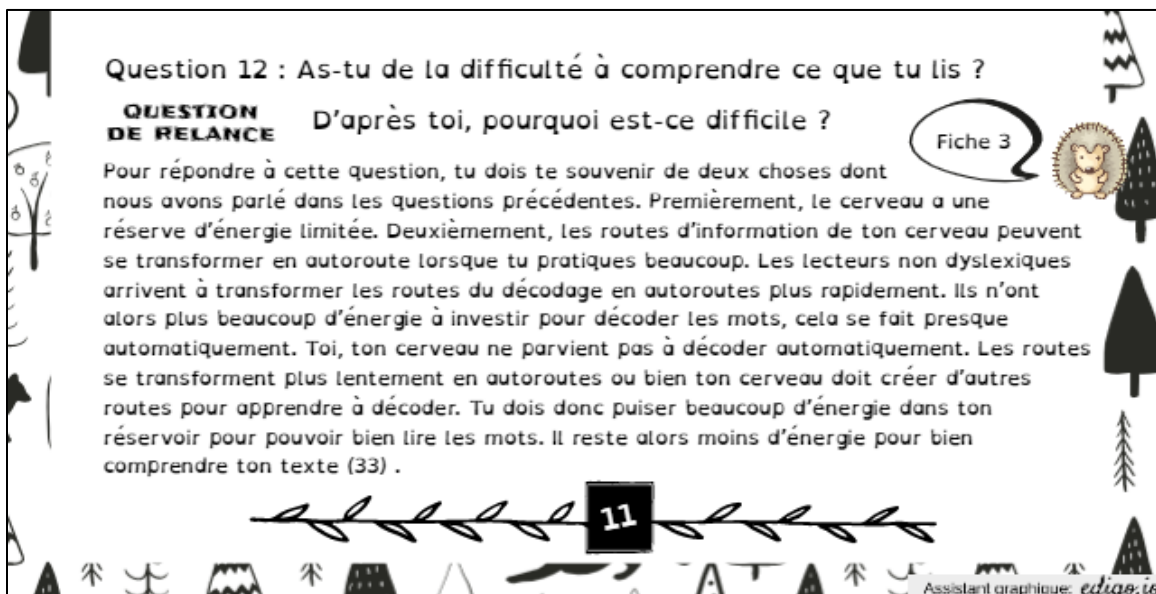 Question 12 : As-tu de la difficulté à comprendre ce que tu lis ?
QUESTION
DE RELANCE
D'après toi, pourquoi est-ce difficile ?
Fiche 3
Pour répondre à cette question, tu dois te souvenir de deux choses dont
nous avons parlé dans les questions précédentes. Premièrement, le cerveau a une
réserve d'énergie limitée. Deuxièmement, les routes d'information de ton cerveau peuvent
se transformer en autoroute lorsque tu pratiques beaucoup. Les lecteurs non dyslexiques
arrivent à transformer les routes du décodage en autoroutes plus rapidement. Ils n'ont
alors plus beaucoup d'énergie à investir pour décoder les mots, cela se fait presque
automatiquement. Toi, ton cerveau ne parvient pas à décoder automatiquement. Les routes
se transforment plus lentement en autoroutes ou bien ton cerveau doit créer d'autres
routes pour apprendre à décoder. Tu dois donc puiser beaucoup d'énergie dans ton
réservoir pour pouvoir bien lire les mots. Il reste alors moins d'énergie pour bien
comprendre ton texte (33) .
11
Assistant graphique: edigo.io